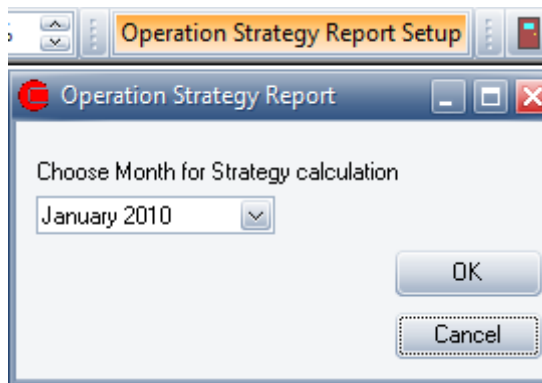 Operation Strategy Report Setup
Operation Strategy Report
Choose Month for Strategy calculation
January 2010
OK
Cancel